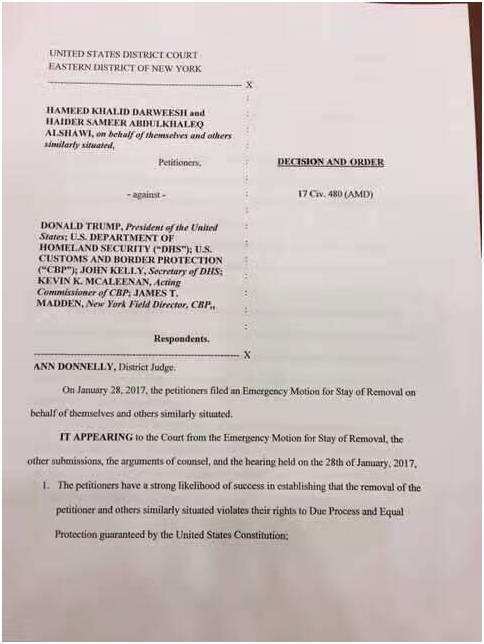 UNITED STATES DISTRICT COURT
EASTERN DISTRICT OF NEW YORK
---------------------------------------------------------- X
HAMEED KHALID DARWEESH and
HAIDER SAMEER ABDULKHALEQ
ALSHAWI, on behalf of themselves and others
similarly situated,
Petitioners,
DECISION AND ORDER
- against -
17 Civ. 480 (AMD)
DONALD TRUMP, President of the United
States; U.S. DEPARTMENT OF
HOMELAND SECURITY ("DHS"); U.S.
CUSTOMS AND BORDER PROTECTION
("CBP"); JOHN KELLY, Secretary of DHS;
KEVIN K. MCALEENAN, Acting
Commissioner of CBP; JAMES T.
MADDEN, New York Field Director, CBP,,
Respondents.
---------------------------------------------------------- X
ANN DONNELLY, District Judge.
On January 28, 2017, the petitioners filed an Emergency Motion for Stay of Removal on
behalf of themselves and others similarly situated.
IT APPEARING to the Court from the Emergency Motion for Stay of Removal, the
other submissions, the arguments of counsel, and the hearing held on the 28th of January, 2017,
1. The petitioners have a strong likelihood of success in establishing that the removal of the
petitioner and others similarly situated violates their rights to Due Process and Equal
Protection guaranteed by the United States Constitution;